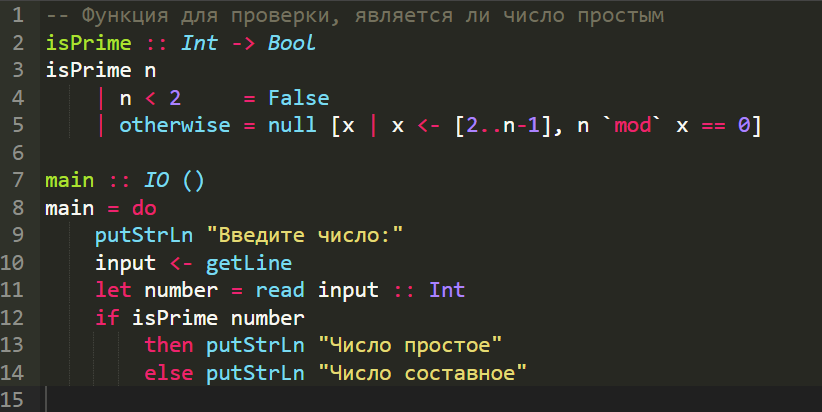 1 -- Функция для проверки, является ли число простым
2 isPrime :: Int -> Bool
3 isPrime n
4     | n < 2     = False
5     | otherwise = null [x | x <- [2..n-1], n `mod` x == 0]
6
7 main :: IO ()
8 main = do
9     putStrLn "Введите число:"
10     input <- getLine
11     let number = read input :: Int
12     if isPrime number
13         then putStrLn "Число простое"
14         else putStrLn "Число составное"
15